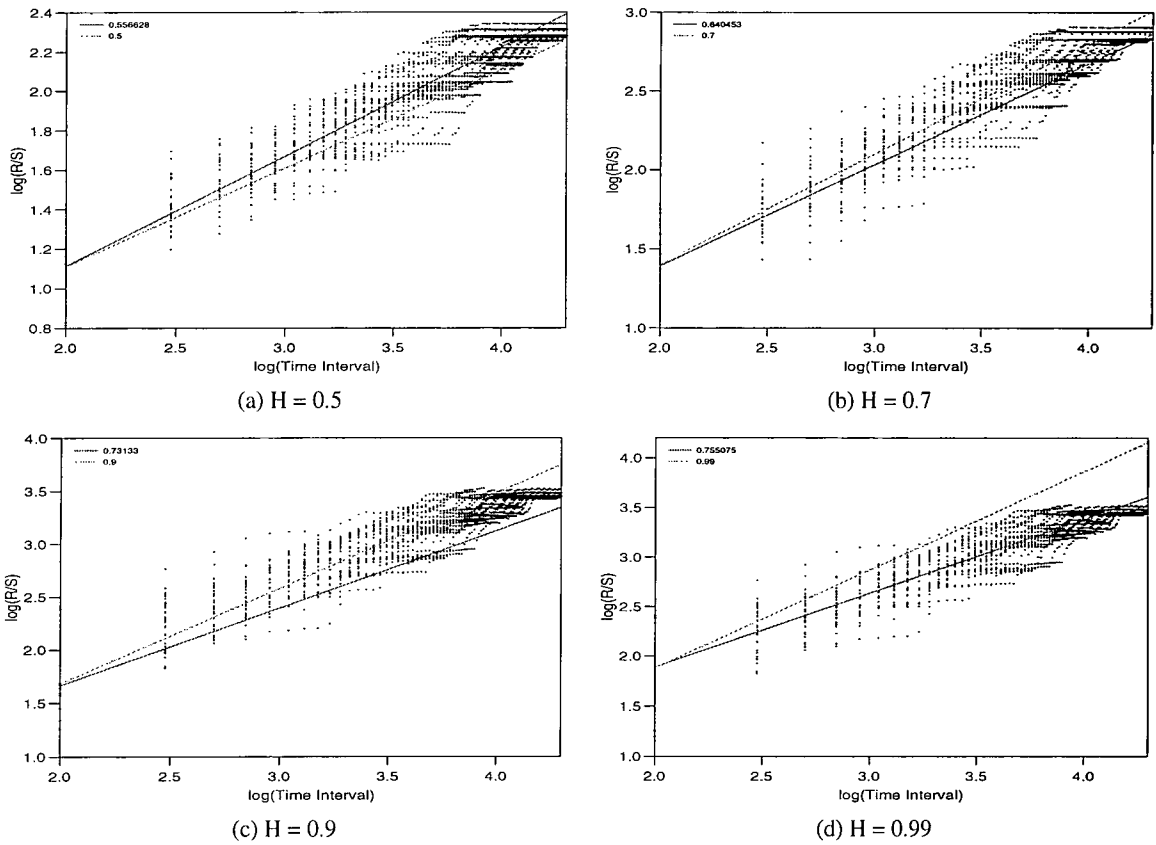 2.4
2.2
2.0
1.8
1.6
1.4
1.2
1.0
0.8
log(R/S)
0.556628
0.5
2.0 2.5 3.0 3.5 4.0
log(Time Interval)
(a) H = 0.5
3.0
2.5
2.0
1.5
1.0
log(R/S)
0.640453
0.7
2.0 2.5 3.0 3.5 4.0
log(Time Interval)
(b) H = 0.7
4.0
3.5
3.0
2.5
2.0
1.5
1.0
log(R/S)
0.73133
0.9
2.0 2.5 3.0 3.5 4.0
log(Time Interval)
(c) H = 0.9
4.0
3.5
3.0
2.5
2.0
1.5
1.0
log(R/S)
0.755075
0.99
2.0 2.5 3.0 3.5 4.0
log(Time Interval)
(d) H = 0.99